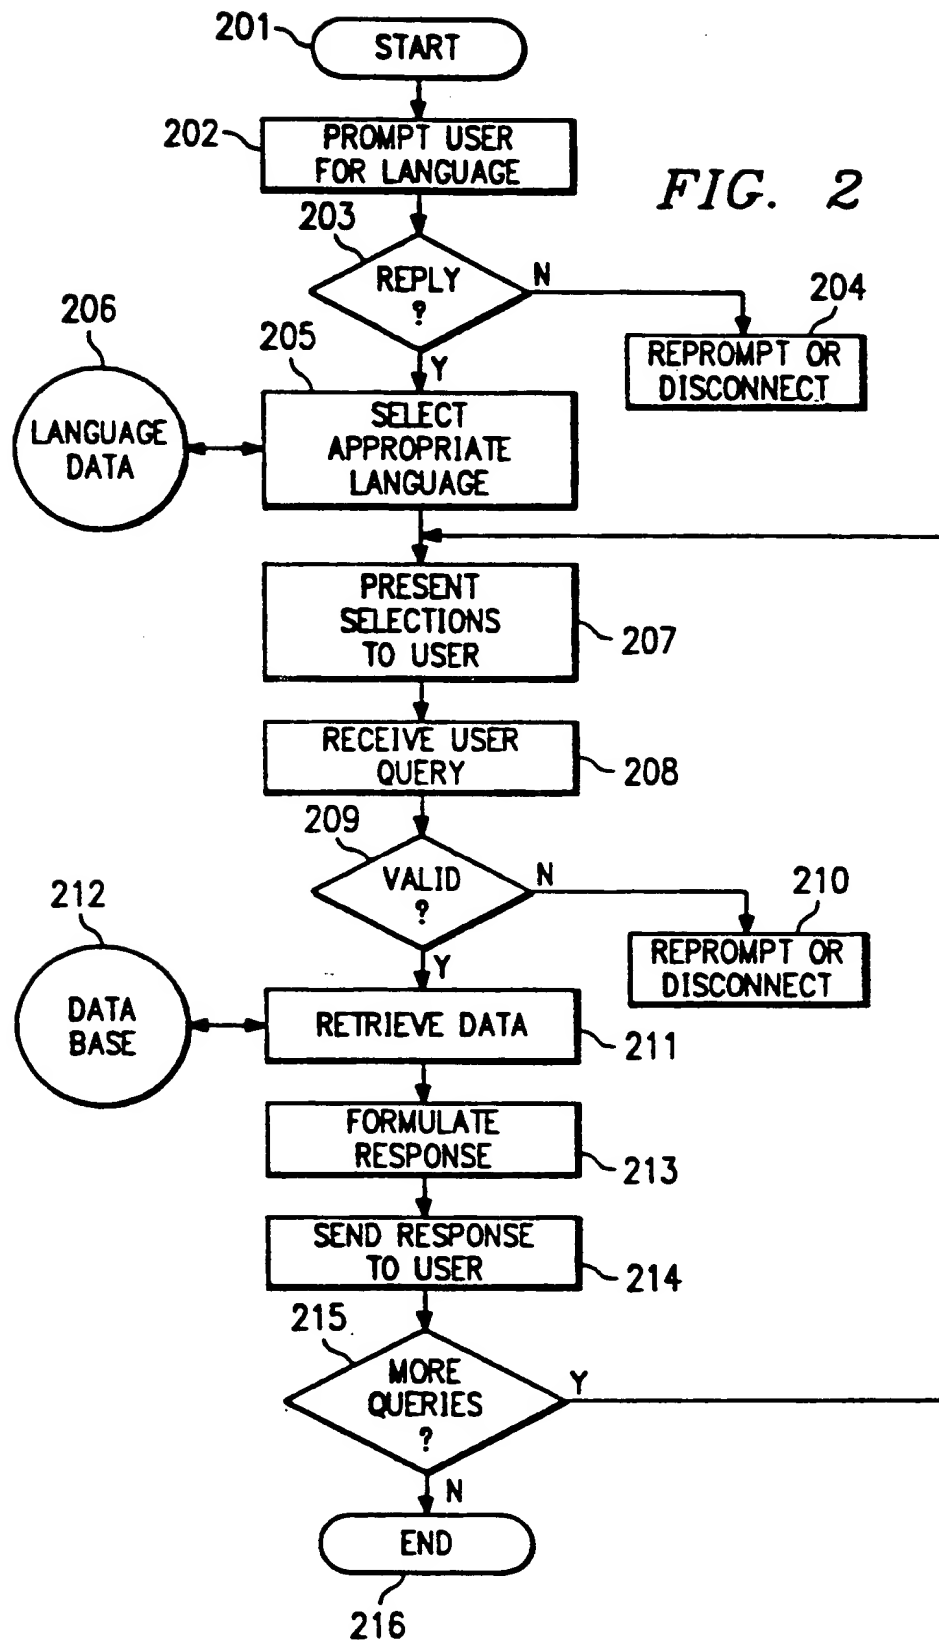 201
START
202
PROMPT USER
FOR LANGUAGE
FIG. 2
203
REPLY
?
N
204
REPROMPT OR
DISCONNECT
Y
206
LANGUAGE
DATA
205
SELECT
APPROPRIATE
LANGUAGE
PRESENT
SELECTIONS
TO USER
207
RECEIVE USER
QUERY
208
209
VALID
?
N
210
REPROMPT OR
DISCONNECT
Y
212
DATA
BASE
RETRIEVE DATA
211
FORMULATE
RESPONSE
213
SEND RESPONSE
TO USER
214
215
MORE
QUERIES
?
Y
N
END
216